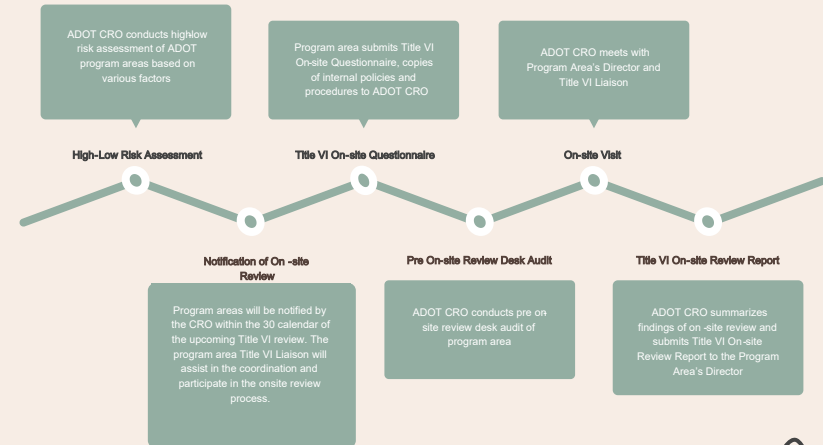 ADOT CRO conducts high-low
risk assessment of ADOT
program areas based on
various factors
Program area submits Title VI
On-site Questionnaire, copies
of internal policies and
procedures to ADOT CRO
ADOT CRO meets with
Program Area's Director and
Title VI Liaison
High-Low Risk Assessment
Title VI On-site Questionnaire
On-site Visit
Notification of On -site
Review
Pre On-site Review Desk Audit
Title VI On-site Review Report
Program areas will be notified by
the CRO within the 30 calendar of
the upcoming Title VI review. The
program area Title VI Liaison will
assist in the coordination and
participate in the onsite review
process.
ADOT CRO conducts pre on-
site review desk audit of
program area
ADOT CRO summarizes
findings of on -site review and
submits Title VI On-site
Review Report to the Program
Area's Director